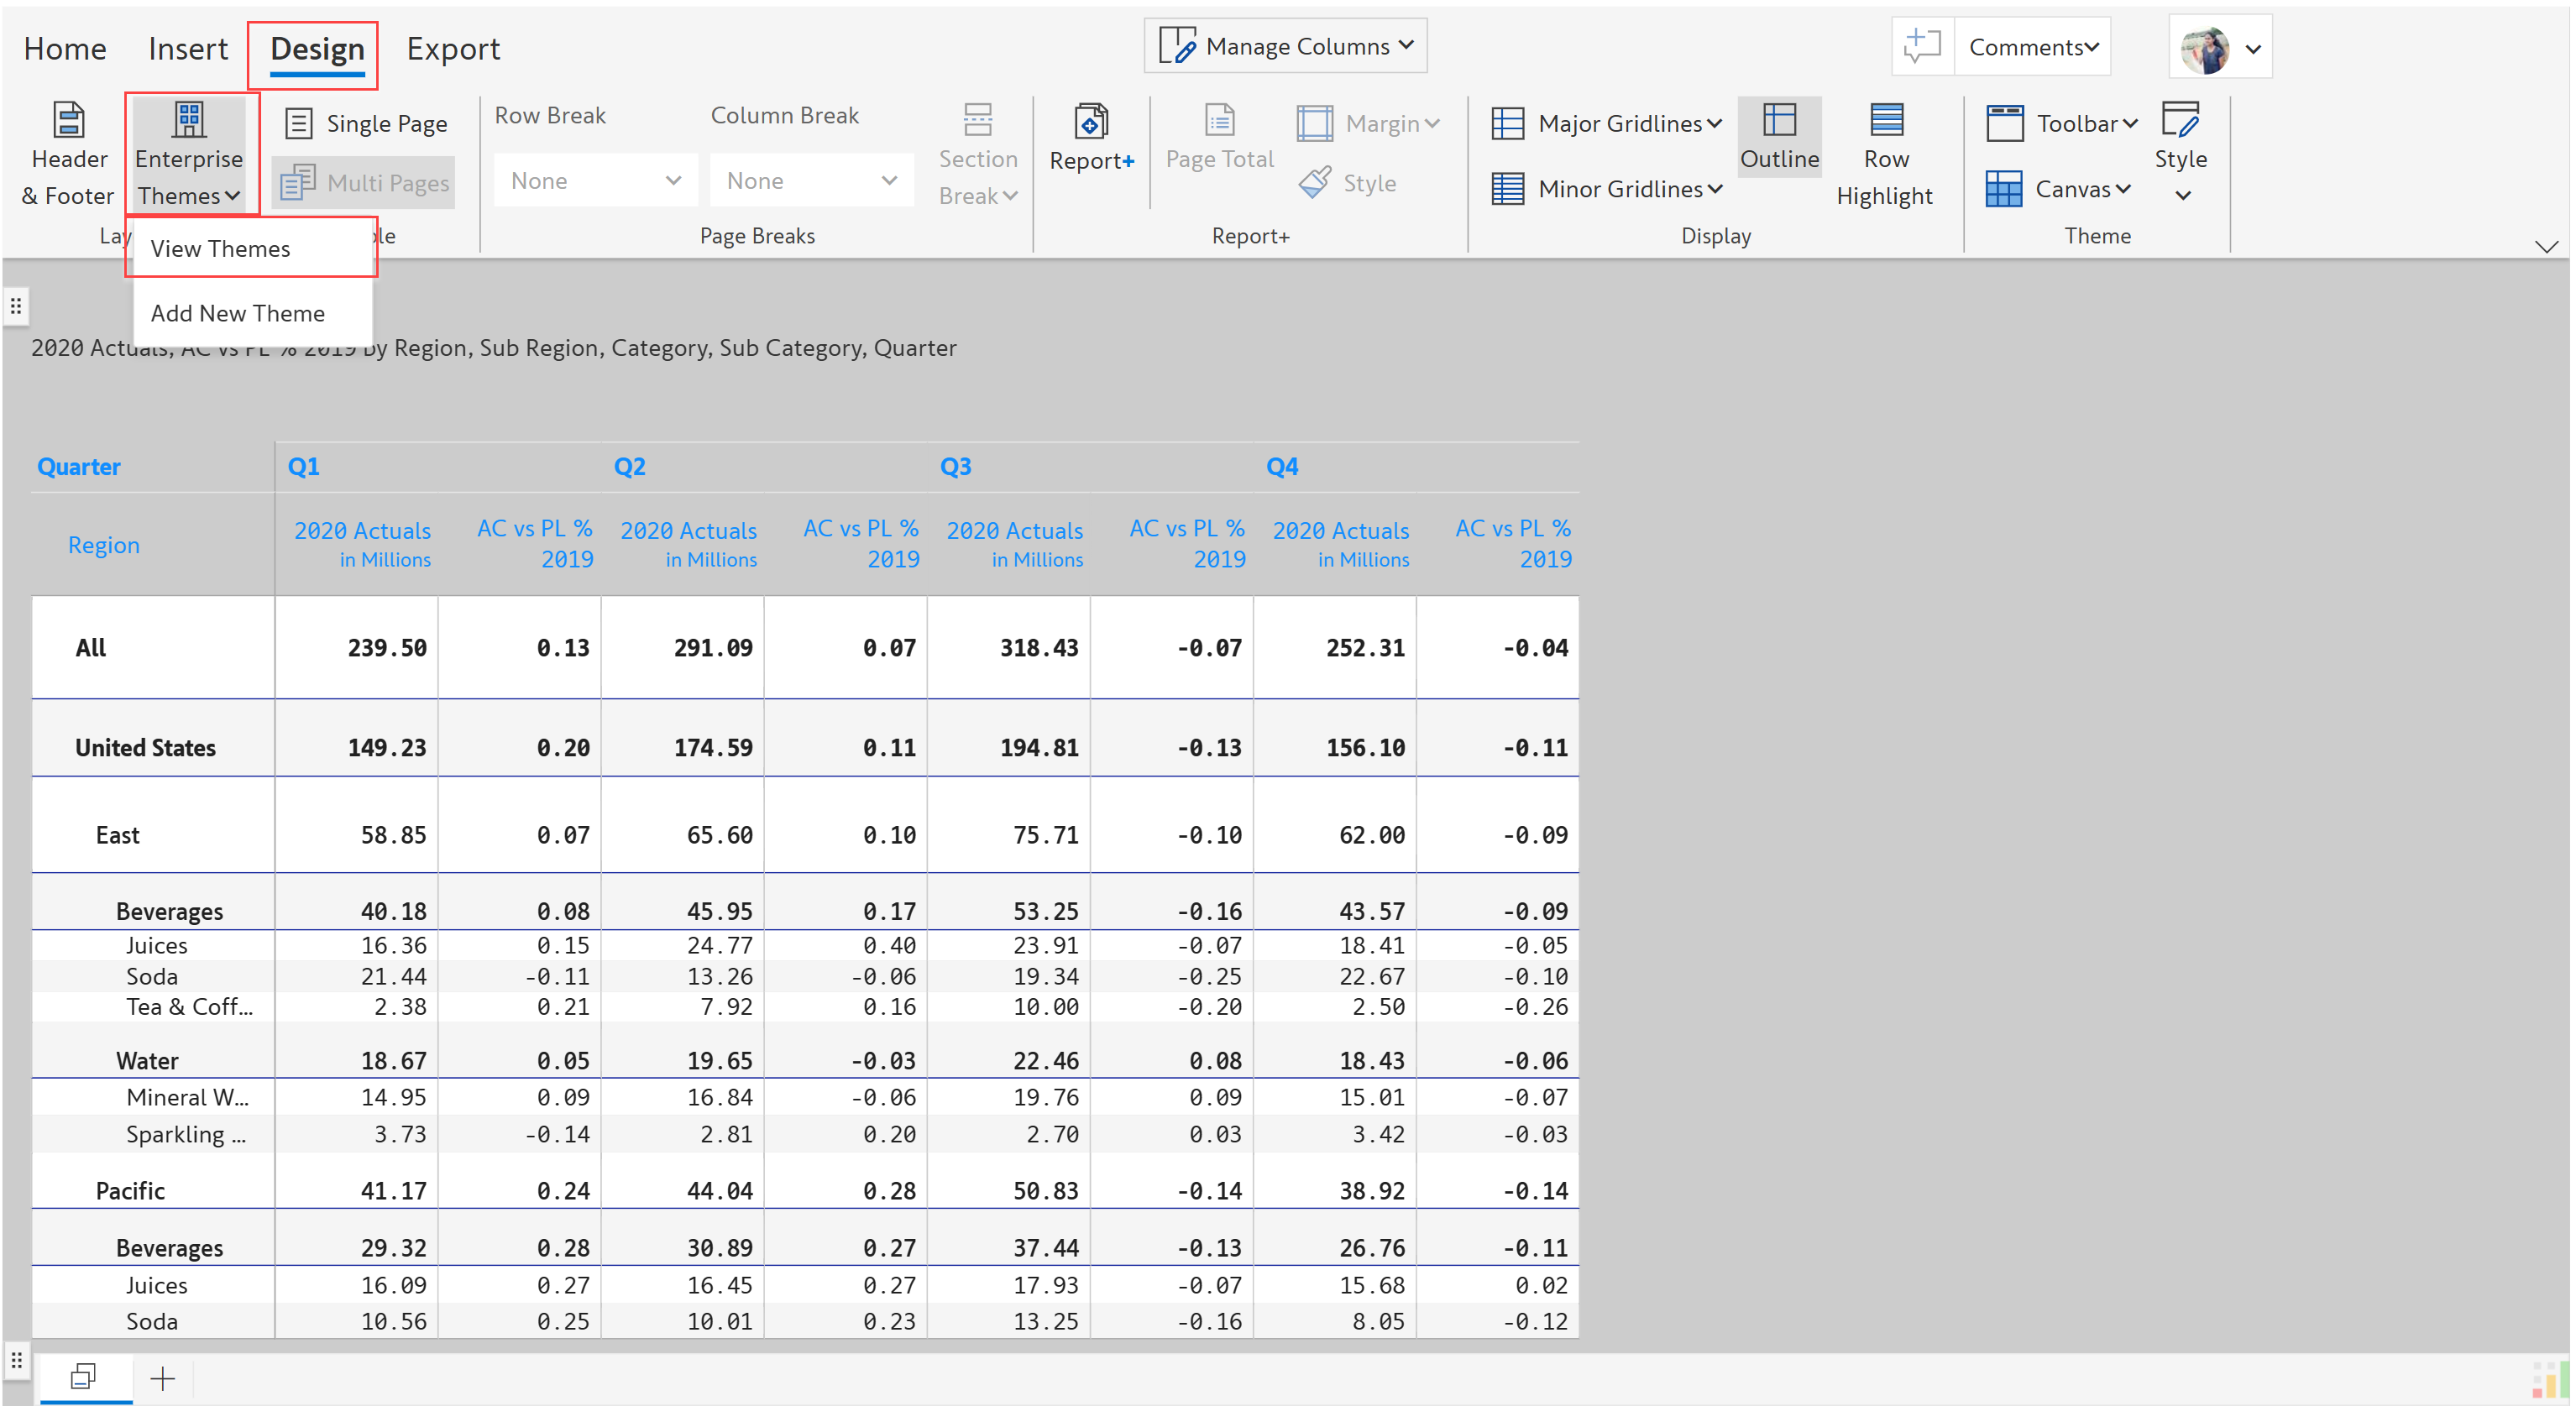 Home Insert Design Export Manage Columns Comments
Header & Footer
Enterprise Themes
Single Page
Multi Pages
Row Break
None
Column Break
None
Section Break
Report+
Page Total
Margin
Style
Major Gridlines
Minor Gridlines
Outline
Row Highlight
Toolbar
Canvas
Style
Page Breaks Report+ Display Theme
View Themes
Add New Theme
by Region, Sub Region, Category, Sub Category, Quarter
Quarter Q1 Q2 Q3 Q4
Region 2020 Actuals in Millions AC vs PL % 2019 2020 Actuals in Millions AC vs PL % 2019 2020 Actuals in Millions AC vs PL % 2019 2020 Actuals in Millions AC vs PL % 2019
All 239.50 0.13 291.09 0.07 318.43 -0.07 252.31 -0.04
United States 149.23 0.20 174.59 0.11 194.81 -0.13 156.10 -0.11
East 58.85 0.07 65.60 0.10 75.71 -0.10 62.00 -0.09
Beverages 40.18 0.08 45.95 0.17 53.25 -0.16 43.57 -0.09
Juices 16.36 0.15 24.77 0.40 23.91 -0.07 18.41 -0.05
Soda 21.44 -0.11 13.26 -0.06 19.34 -0.25 22.67 -0.10
Tea & Coff... 2.38 0.21 7.92 0.16 10.00 -0.20 2.50 -0.26
Water 18.67 0.05 19.65 -0.03 22.46 0.08 18.43 -0.06
Mineral W... 14.95 0.09 16.84 -0.06 19.76 0.09 15.01 -0.07
Sparkling ... 3.73 -0.14 2.81 0.20 2.70 0.03 3.42 -0.03
Pacific 41.17 0.24 44.04 0.28 50.83 -0.14 38.92 -0.14
Beverages 29.32 0.28 30.89 0.27 37.44 -0.13 26.76 -0.11
Juices 16.09 0.27 16.45 0.27 17.93 -0.07 15.68 0.02
Soda 10.56 0.25 10.01 0.23 13.25 -0.16 8.05 -0.12